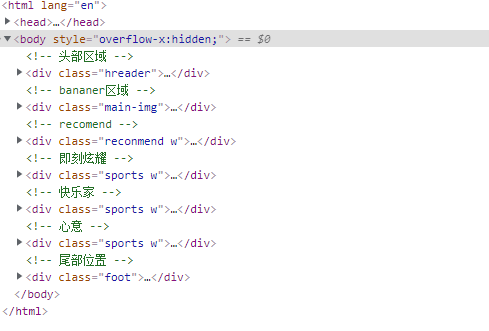 <html lang="en">
<head>…</head>
<body style="overflow-x:hidden;"> == $0
<!-- 头部区域 -->
<div class="hreader">…</div>
<!-- bananer区域 -->
<div class="main-img">…</div>
<!-- recomend -->
<div class="reconmend w">…</div>
<!-- 即刻炫耀 -->
<div class="sports w">…</div>
<!-- 快乐家 -->
<div class="sports w">…</div>
<!-- 心意 -->
<div class="sports w">…</div>
<!-- 尾部位置 -->
<div class="foot">…</div>
</body>
</html>